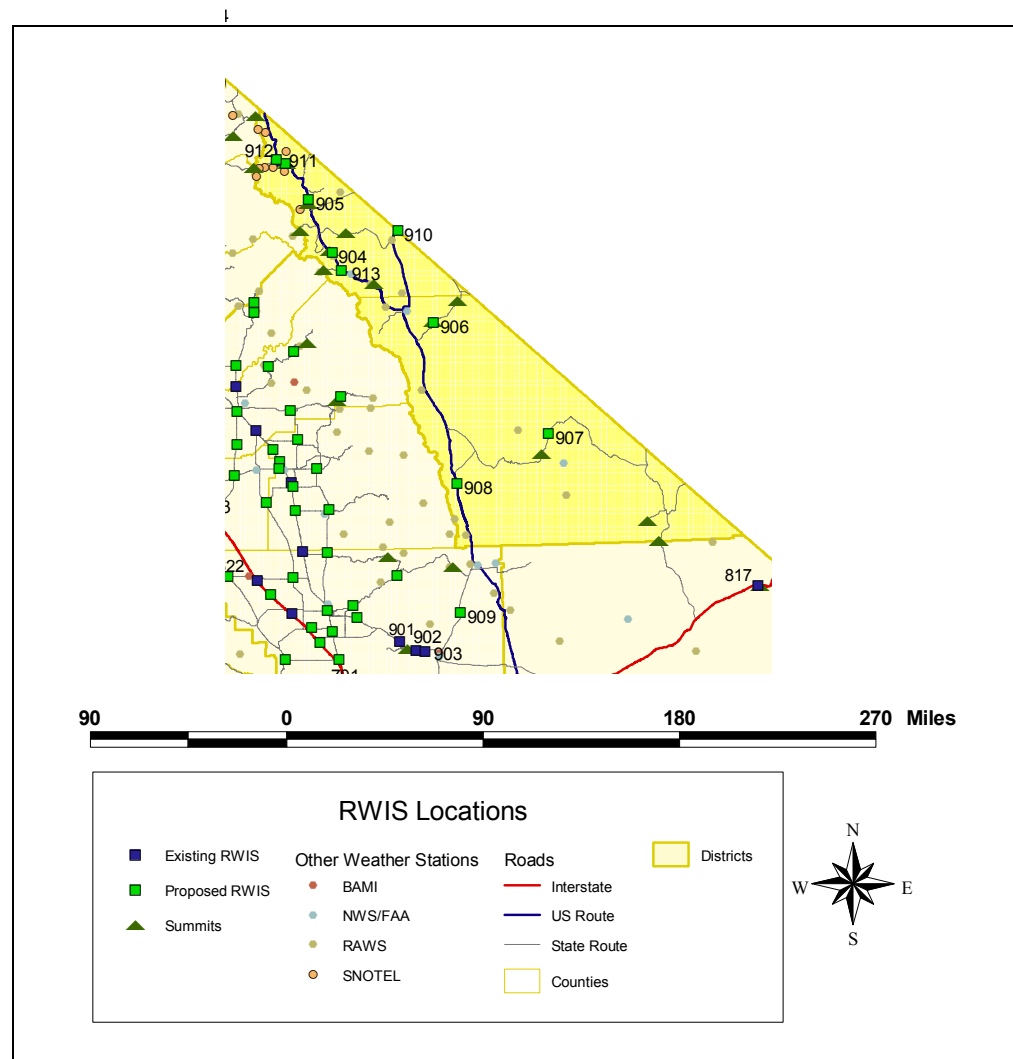 4
912
911
905
910
904
913
906
907
908
3
22
817
909
901
902
903
90 0 90 180 270 Miles
RWIS Locations
Existing RWIS
Proposed RWIS
Summits
Other Weather Stations
BAMI
NWS/FAA
RAWS
SNOTEL
Roads
Interstate
US Route
State Route
Counties
Districts
N
W E
S